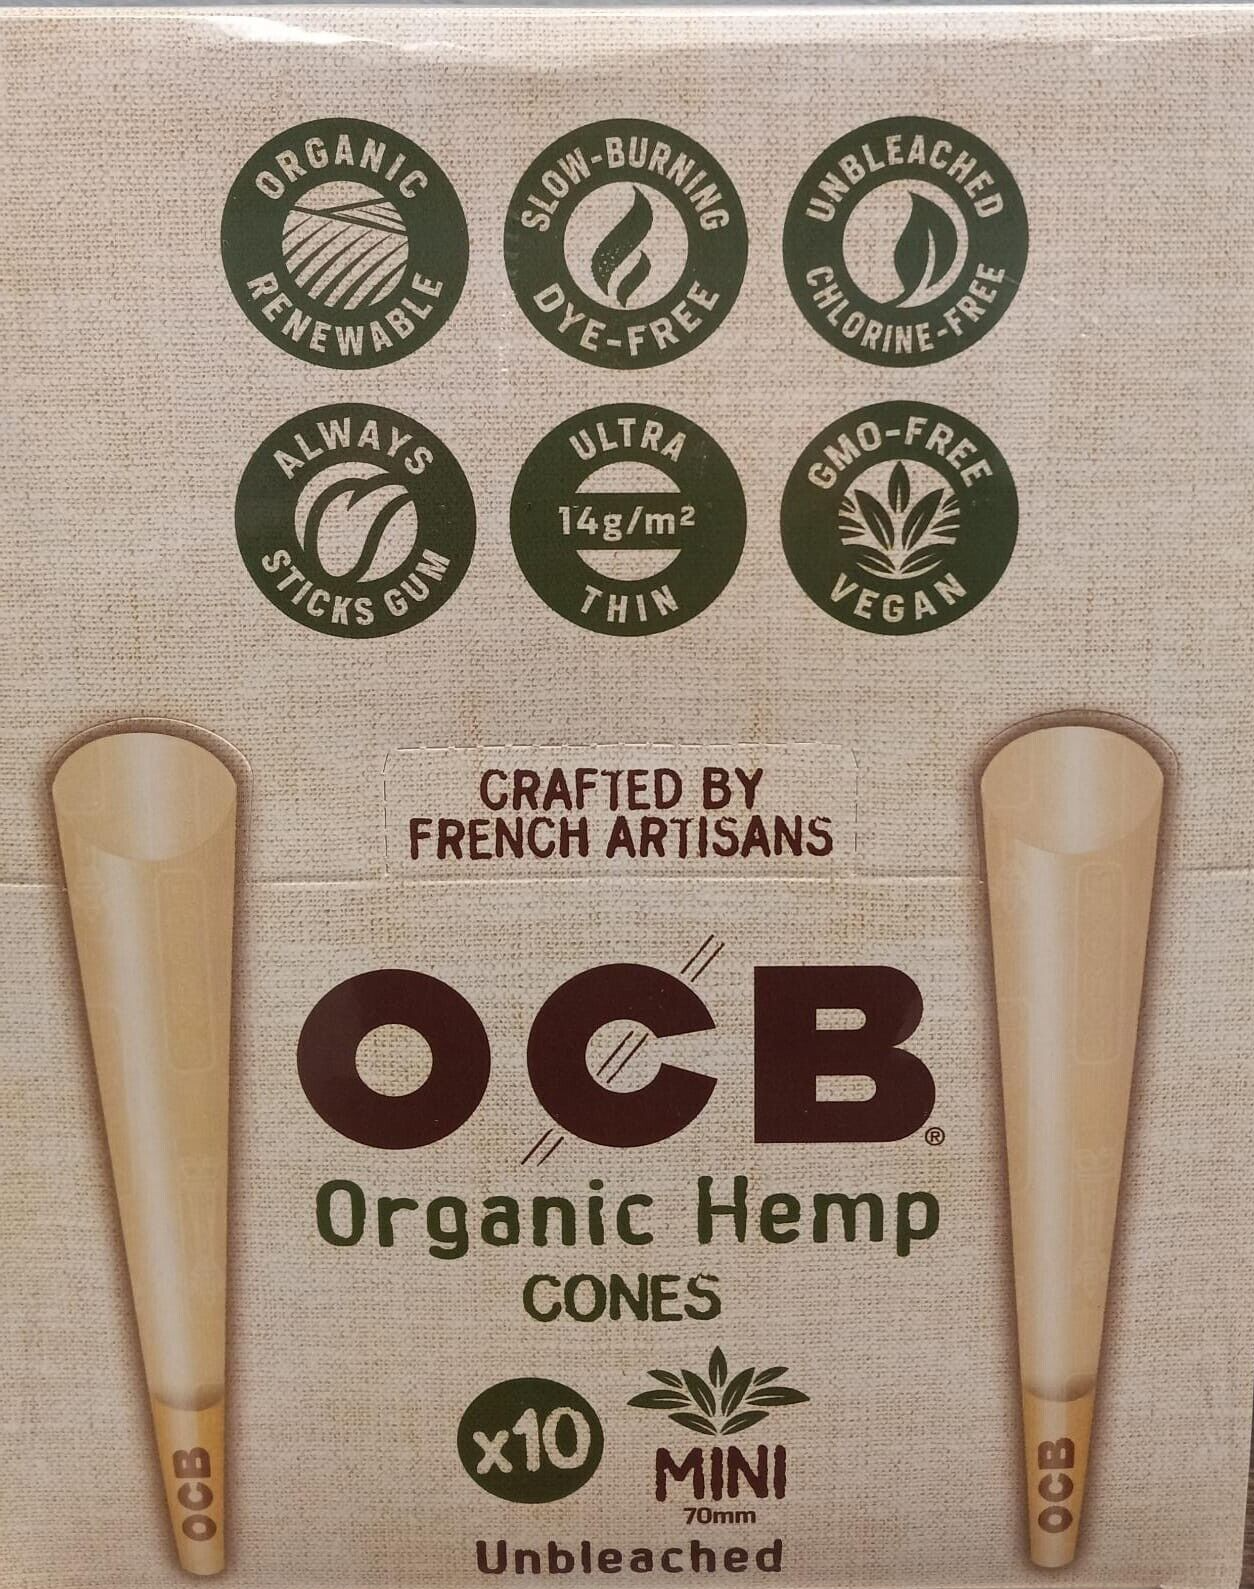 ORGANIC
RENEWABLE
SLOW-BURNING
DYE-FREE
UNBLEACHED
CHLORINE-FREE
ALWAYS
STICKS GUM
ULTRA
14g/m²
THIN
GMO-FREE
VEGAN
CRAFTED BY
FRENCH ARTISANS
OCB®
Organic Hemp
CONES
x10
MINI
70mm
Unbleached
OCB
OCB